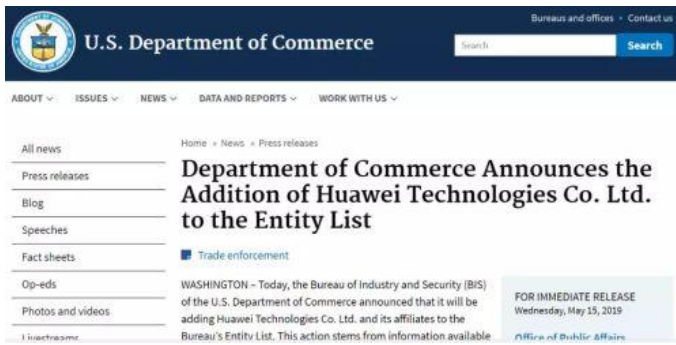 Bureaus and offices • Contact us
U.S. Department of Commerce
Search
Search
ABOUT ISSUES NEWS DATA AND REPORTS WORK WITH US
Home » News » Press releases
All news
Press releases
Blog
Speeches
Fact sheets
Op-eds
Photos and videos
Livestreams
Department of Commerce Announces the
Addition of Huawei Technologies Co. Ltd.
to the Entity List
Trade enforcement
WASHINGTON – Today, the Bureau of Industry and Security (BIS)
of the U.S. Department of Commerce announced that it will be
adding Huawei Technologies Co. Ltd. and its affiliates to the
Bureau's Entity List. This action stems from information available
FOR IMMEDIATE RELEASE
Wednesday, May 15, 2019
Office of Public Affairs